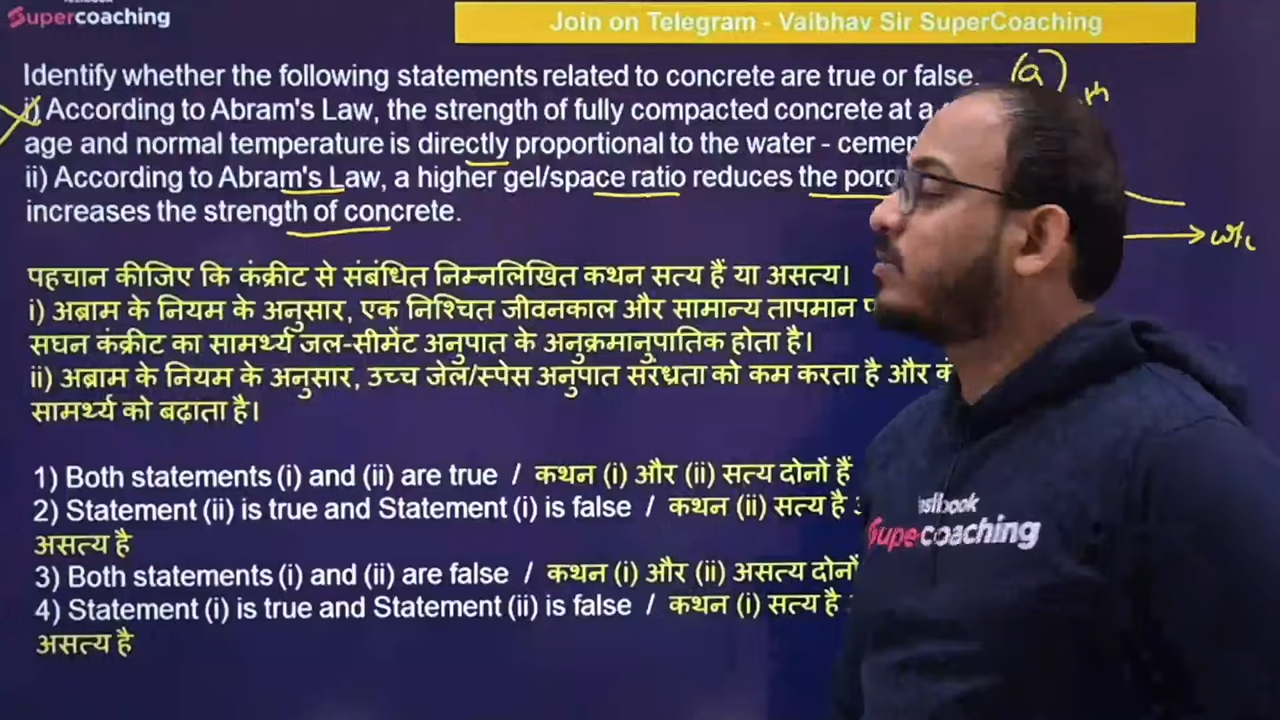 Supercoaching
Join on Telegram - Vaibhav Sir SuperCoaching
Identify whether the following statements related to concrete are true or false.
(a)
i) According to Abram's Law, the strength of fully compacted concrete at a
age and normal temperature is directly proportional to the water - cemen
ii) According to Abram's Law, a higher gel/space ratio reduces the poro
increases the strength of concrete.
w/c
पहचान कीजिए कि कंक्रीट से संबंधित निम्नलिखित कथन सत्य हैं या असत्य।
i) अब्राम के नियम के अनुसार, एक निश्चित जीवनकाल और सामान्य तापमान प
सघन कंक्रीट का सामर्थ्य जल-सीमेंट अनुपात के अनुक्रमानुपातिक होता है।
ii) अब्राम के नियम के अनुसार, उच्च जेल/स्पेस अनुपात सरंध्रता को कम करता है और कं
सामर्थ्य को बढ़ाता है।
1) Both statements (i) and (ii) are true / कथन (i) और (ii) सत्य दोनों हैं
2) Statement (ii) is true and Statement (i) is false / कथन (ii) सत्य है
असत्य है
3) Both statements (i) and (ii) are false / कथन (i) और (ii) असत्य दोनों
4) Statement (i) is true and Statement (ii) is false / कथन (i) सत्य है
असत्य है
testbook
Supercoaching